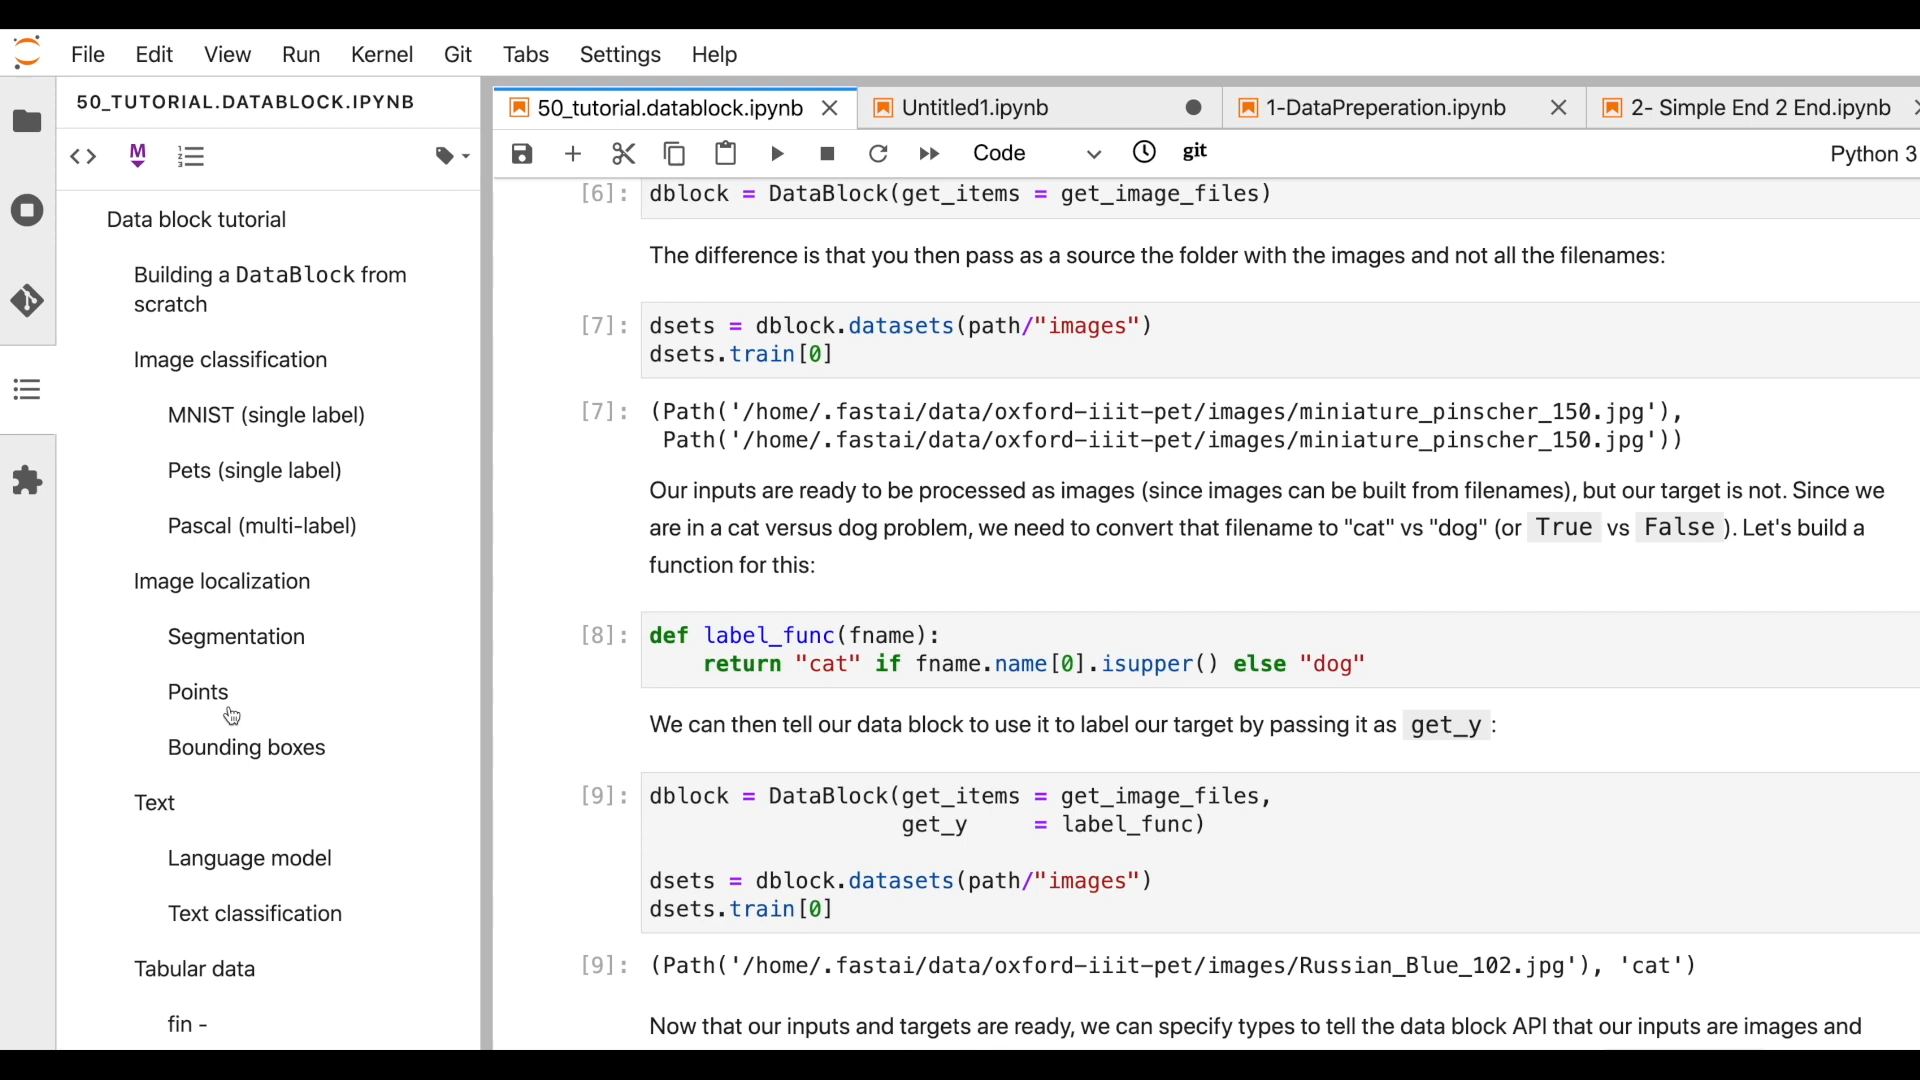 File Edit View Run Kernel Git Tabs Settings Help
50_TUTORIAL.DATABLOCK.IPYNB
50_tutorial.datablock.ipynb
Untitled1.ipynb
1-DataPreperation.ipynb
2- Simple End 2 End.ipynb
Code
git
Python 3
Data block tutorial
Building a DataBlock from
scratch
Image classification
MNIST (single label)
Pets (single label)
Pascal (multi-label)
Image localization
Segmentation
Points
Bounding boxes
Text
Language model
Text classification
Tabular data
fin -
[6]: dblock = DataBlock(get_items = get_image_files)
The difference is that you then pass as a source the folder with the images and not all the filenames:
[7]: dsets = dblock.datasets(path/"images")
dsets.train[0]
[7]: (Path('/home/.fastai/data/oxford-iiit-pet/images/miniature_pinscher_150.jpg'),
Path('/home/.fastai/data/oxford-iiit-pet/images/miniature_pinscher_150.jpg'))
Our inputs are ready to be processed as images (since images can be built from filenames), but our target is not. Since we
are in a cat versus dog problem, we need to convert that filename to "cat" vs "dog" (or True vs False ). Let's build a
function for this:
[8]: def label_func(fname):
return "cat" if fname.name[0].isupper() else "dog"
We can then tell our data block to use it to label our target by passing it as get_y :
[9]: dblock = DataBlock(get_items = get_image_files,
get_y = label_func)
dsets = dblock.datasets(path/"images")
dsets.train[0]
[9]: (Path('/home/.fastai/data/oxford-iiit-pet/images/Russian_Blue_102.jpg'), 'cat')
Now that our inputs and targets are ready, we can specify types to tell the data block API that our inputs are images and